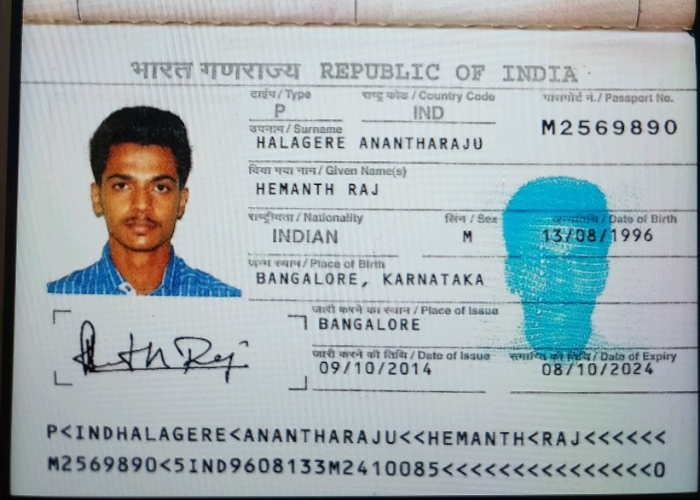 भारत गणराज्य REPUBLIC OF INDIA
टाईप / Type राष्ट्र कोड / Country Code पासपोर्ट नं. / Passport No.
P IND M2569890
उपनाम / Surname
HALAGERE ANANTHARAJU
दिया गया नाम / Given Name(s)
HEMANTH RAJ
राष्ट्रीयता / Nationality लिंग / Sex जन्मतिथि / Date of Birth
INDIAN M 13/08/1996
जन्म स्थान / Place of Birth
BANGALORE, KARNATAKA
जारी करने का स्थान / Place of Issue
BANGALORE
जारी करने की तिथि / Date of Issue समाप्ति की तिथि / Date of Expiry
09/10/2014 08/10/2024
P<INDHALAGERE<ANANTHARAJU<<HEMANTH<RAJ<<<<<<
M2569890<5IND9608133M2410085<<<<<<<<<<<<<<<0